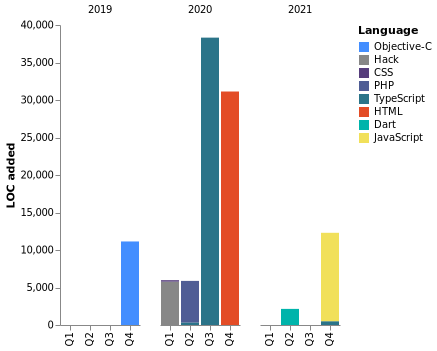 2019 2020 2021
Language
Objective-C
Hack
CSS
PHP
TypeScript
HTML
Dart
JavaScript
LOC added
40,000
35,000
30,000
25,000
20,000
15,000
10,000
5,000
0
Q1 Q2 Q3 Q4 Q1 Q2 Q3 Q4 Q1 Q2 Q3 Q4